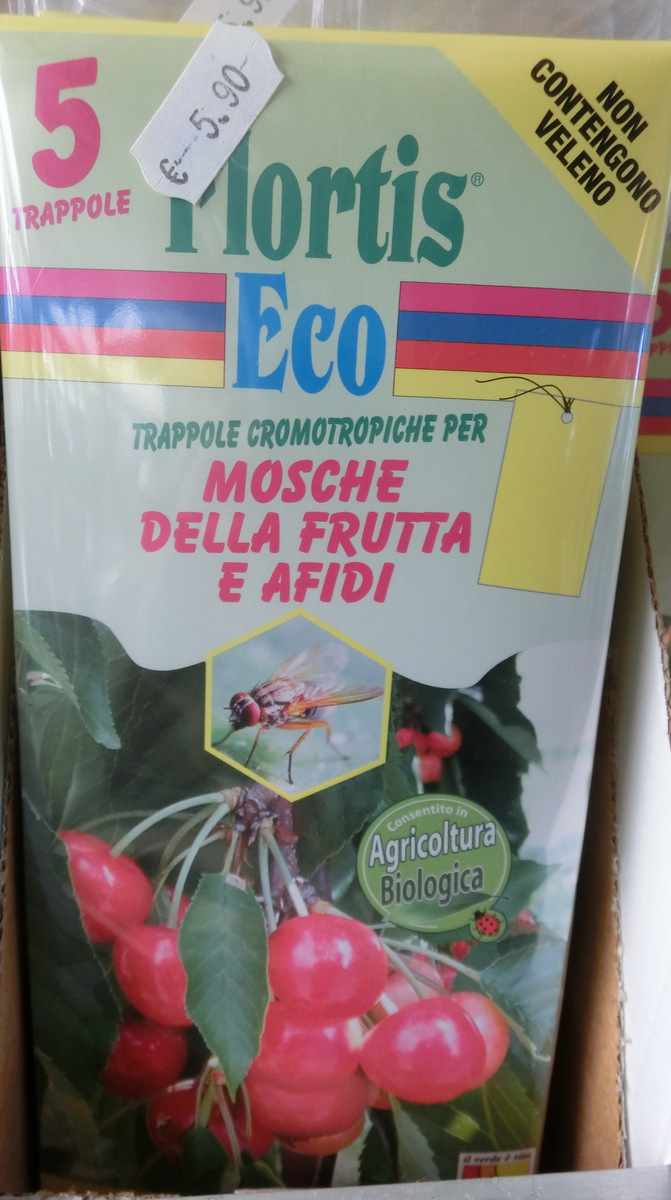 € 5.90
5
TRAPPOLE
NON
CONTENGONO
VELENO
Flortis®
Eco
TRAPPOLE CROMOTROPICHE PER
MOSCHE
DELLA FRUTTA
E AFIDI
Consentito in
Agricoltura
Biologica
il verde è vita